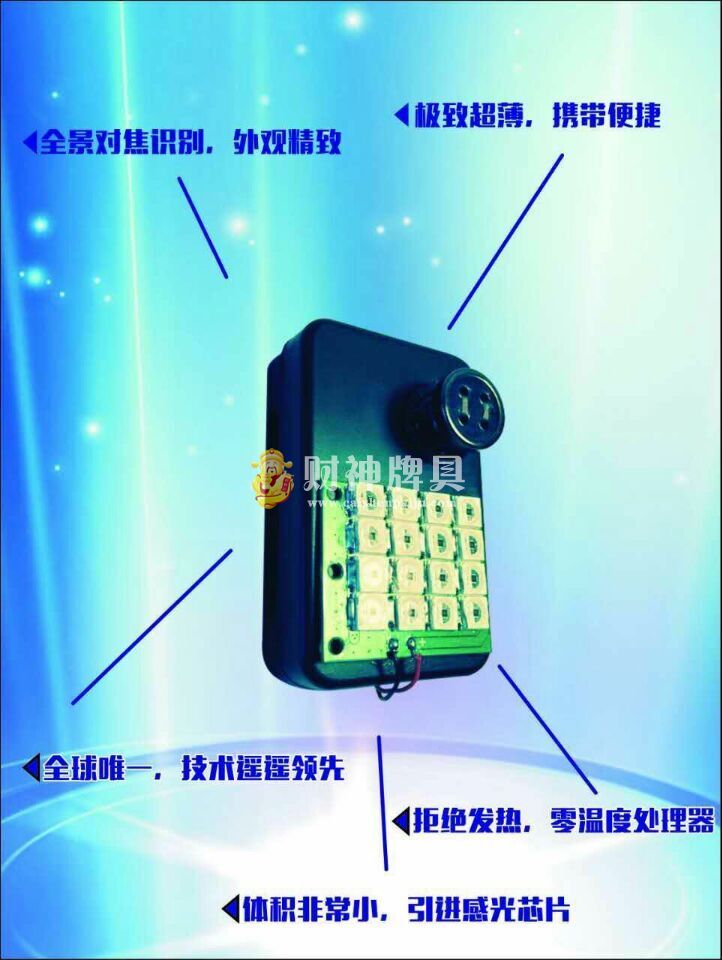 极致超薄，携带便捷
全景对焦识别，外观精致
财神牌具
全球唯一，技术遥遥领先
拒绝发热，零温度处理器
体积非常小，引进感光芯片